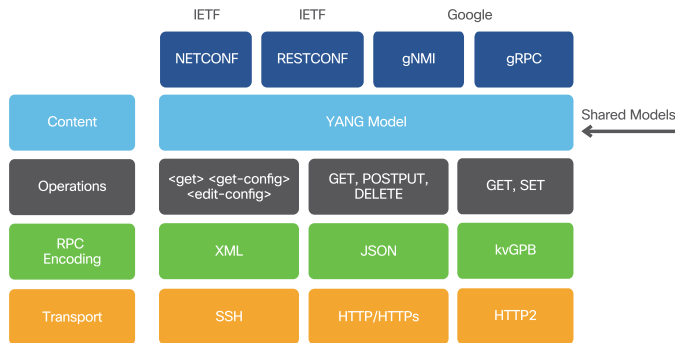 IETF IETF Google
NETCONF RESTCONF gNMI gRPC
Content YANG Model Shared Models
Operations <get> <get-config> GET, POSTPUT, GET, SET
<edit-config> DELETE
RPC XML JSON kvGPB
Encoding
Transport SSH HTTP/HTTPs HTTP2